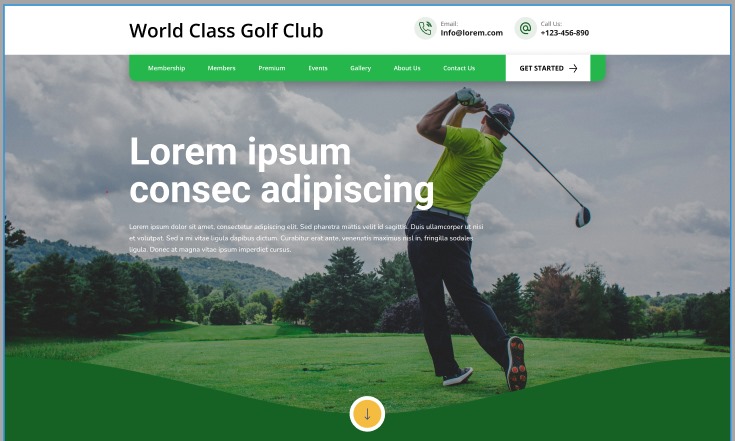 World Class Golf Club
Email:
Info@lorem.com
Call Us:
+123-456-890
Membership
Members
Premium
Events
Gallery
About Us
Contact Us
GET STARTED
Lorem ipsum
consec adipiscing
Lorem ipsum dolor sit amet, consectetur adipiscing elit. Sed pharetra mattis velit id sagittis. Duis ullamcorper ut nisi
et volutpat. Sed a mi vitae ligula dapibus dictum. Curabitur erat ante, venenatis maximus nisl in, fringilla sodales
ligula. Donec at magna vitae ipsum imperdiet cursus.